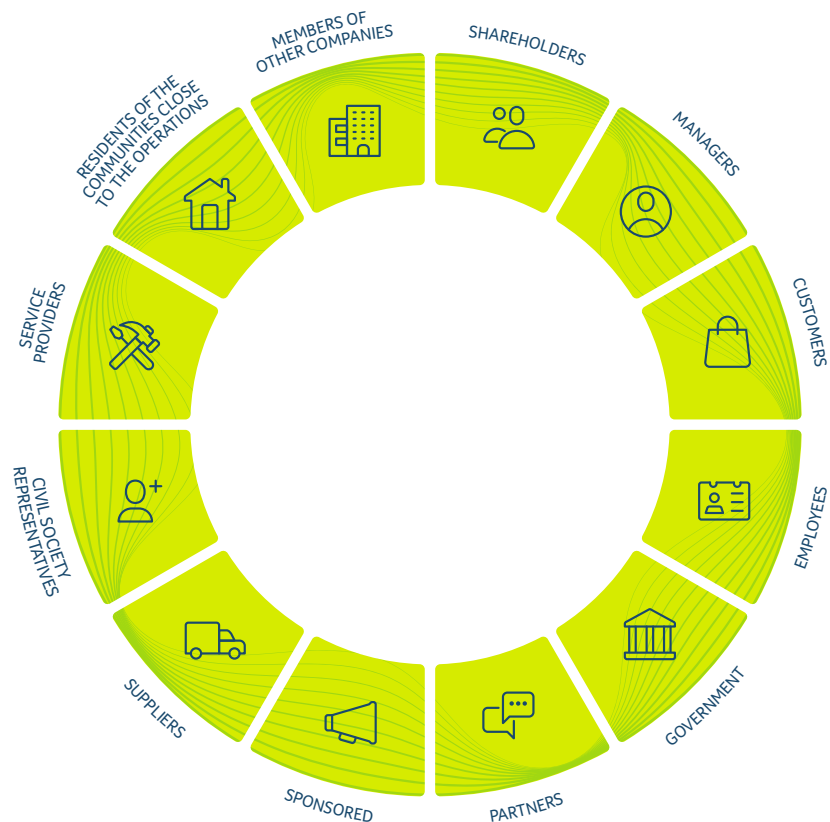 SHAREHOLDERS
MANAGERS
CUSTOMERS
EMPLOYEES
GOVERNMENT
PARTNERS
SPONSORED
SUPPLIERS
CIVIL SOCIETY
REPRESENTATIVES
SERVICE
PROVIDERS
RESIDENTS OF THE
COMMUNITIES CLOSE
TO THE OPERATIONS
MEMBERS OF
OTHER COMPANIES